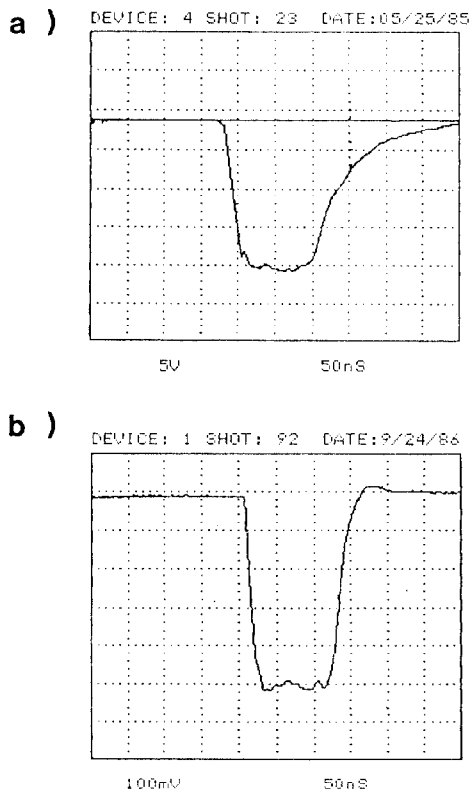 a )
DEVICE: 4 SHOT: 23 DATE:05/25/85
5V 50nS
b )
DEVICE: 1 SHOT: 92 DATE:9/24/86
100mV 50nS